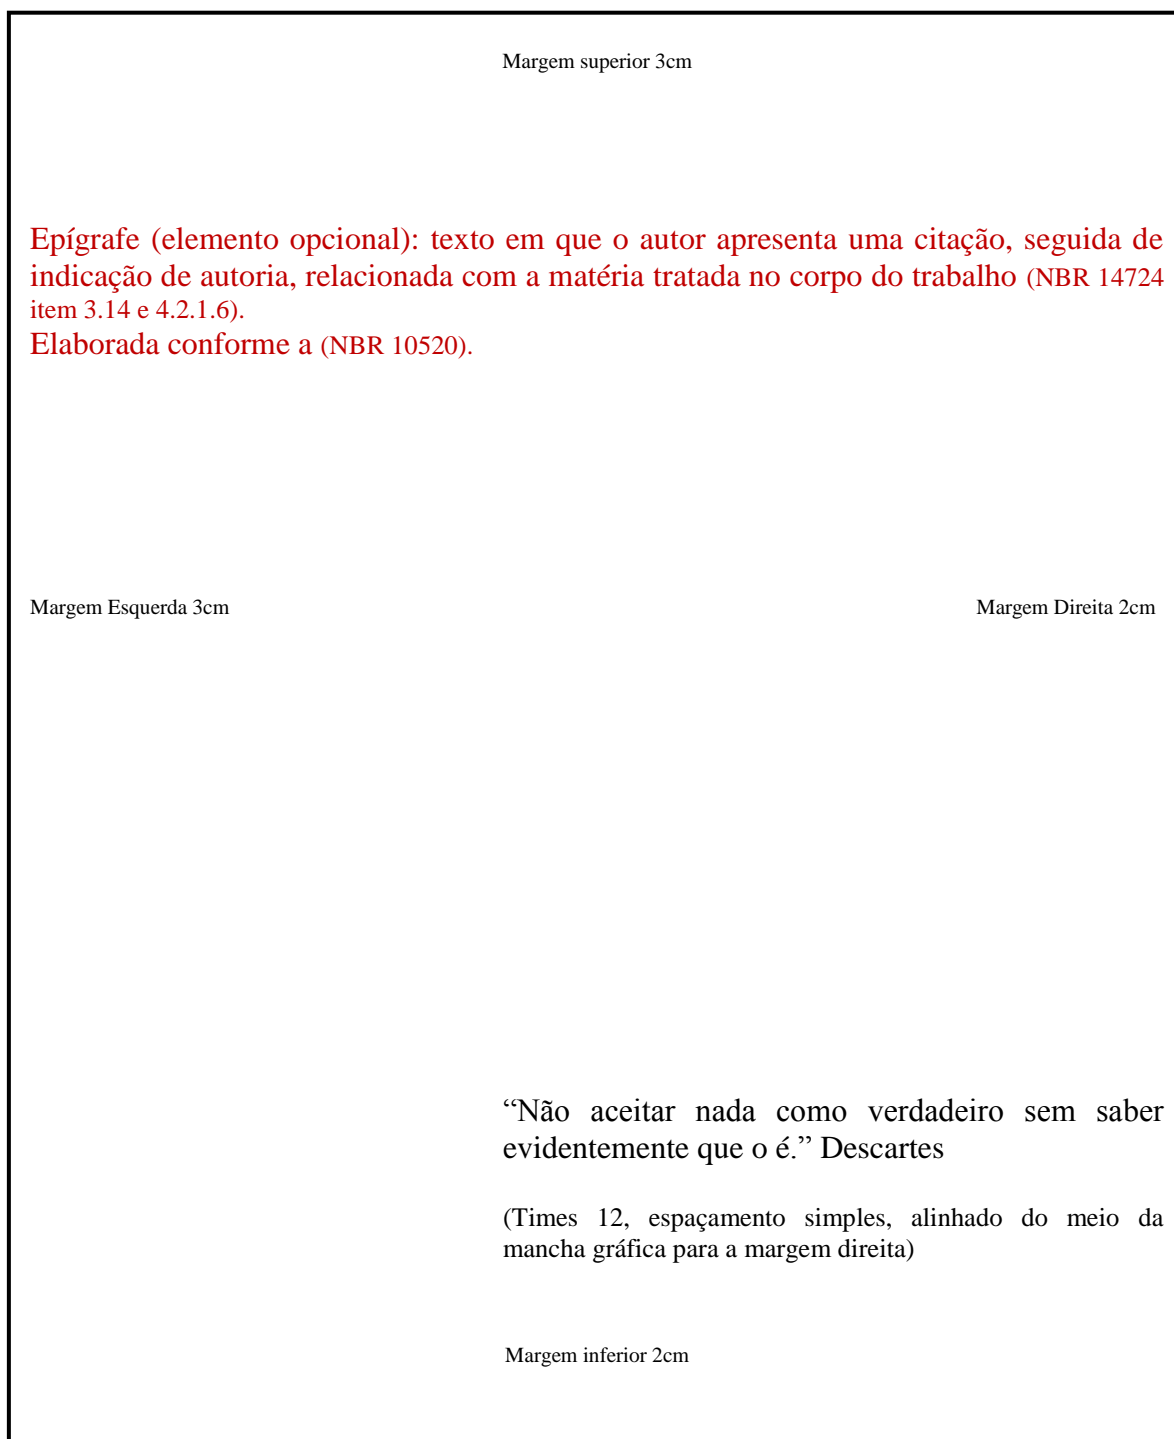 Margem superior 3cm
Epígrafe (elemento opcional): texto em que o autor apresenta uma citação, seguida de
indicação de autoria, relacionada com a matéria tratada no corpo do trabalho (NBR 14724
item 3.14 e 4.2.1.6).
Elaborada conforme a (NBR 10520).
Margem Esquerda 3cm
Margem Direita 2cm
“Não aceitar nada como verdadeiro sem saber
evidentemente que o é.” Descartes
(Times 12, espaçamento simples, alinhado do meio da
mancha gráfica para a margem direita)
Margem inferior 2cm